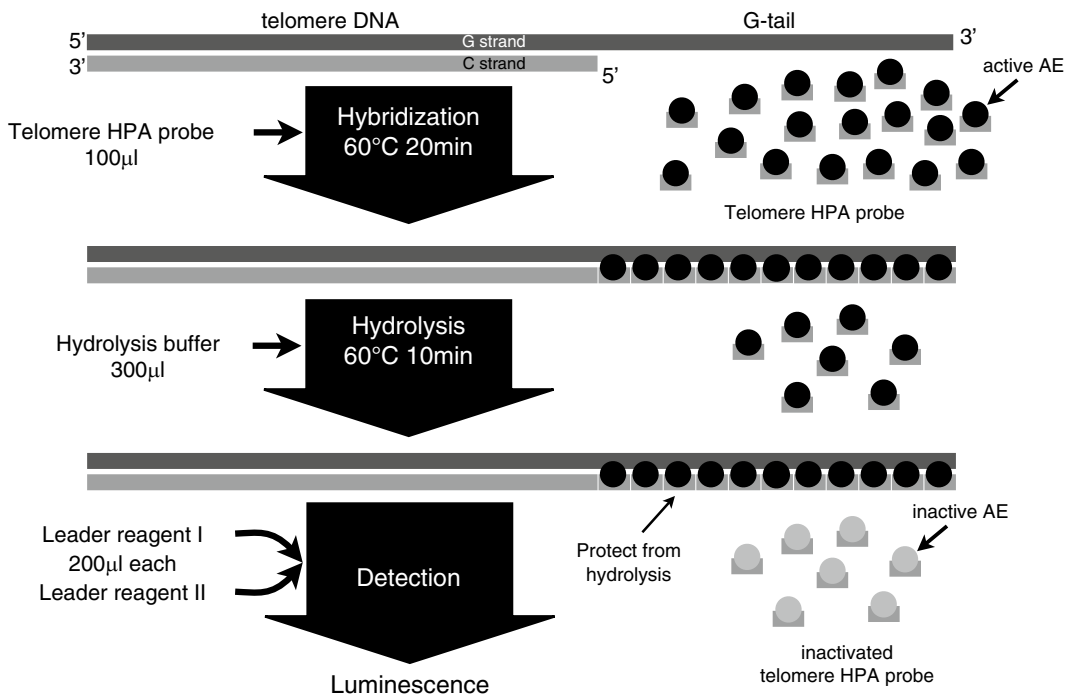 telomere DNA
G-tail
5’
G strand
3’
3’
C strand
5’
active AE
Telomere HPA probe
100μl
Hybridization
60°C 20min
Telomere HPA probe
Hydrolysis buffer
300μl
Hydrolysis
60°C 10min
Leader reagent I
200μl each
Leader reagent II
Detection
Protect from
hydrolysis
inactive AE
inactivated
telomere HPA probe
Luminescence